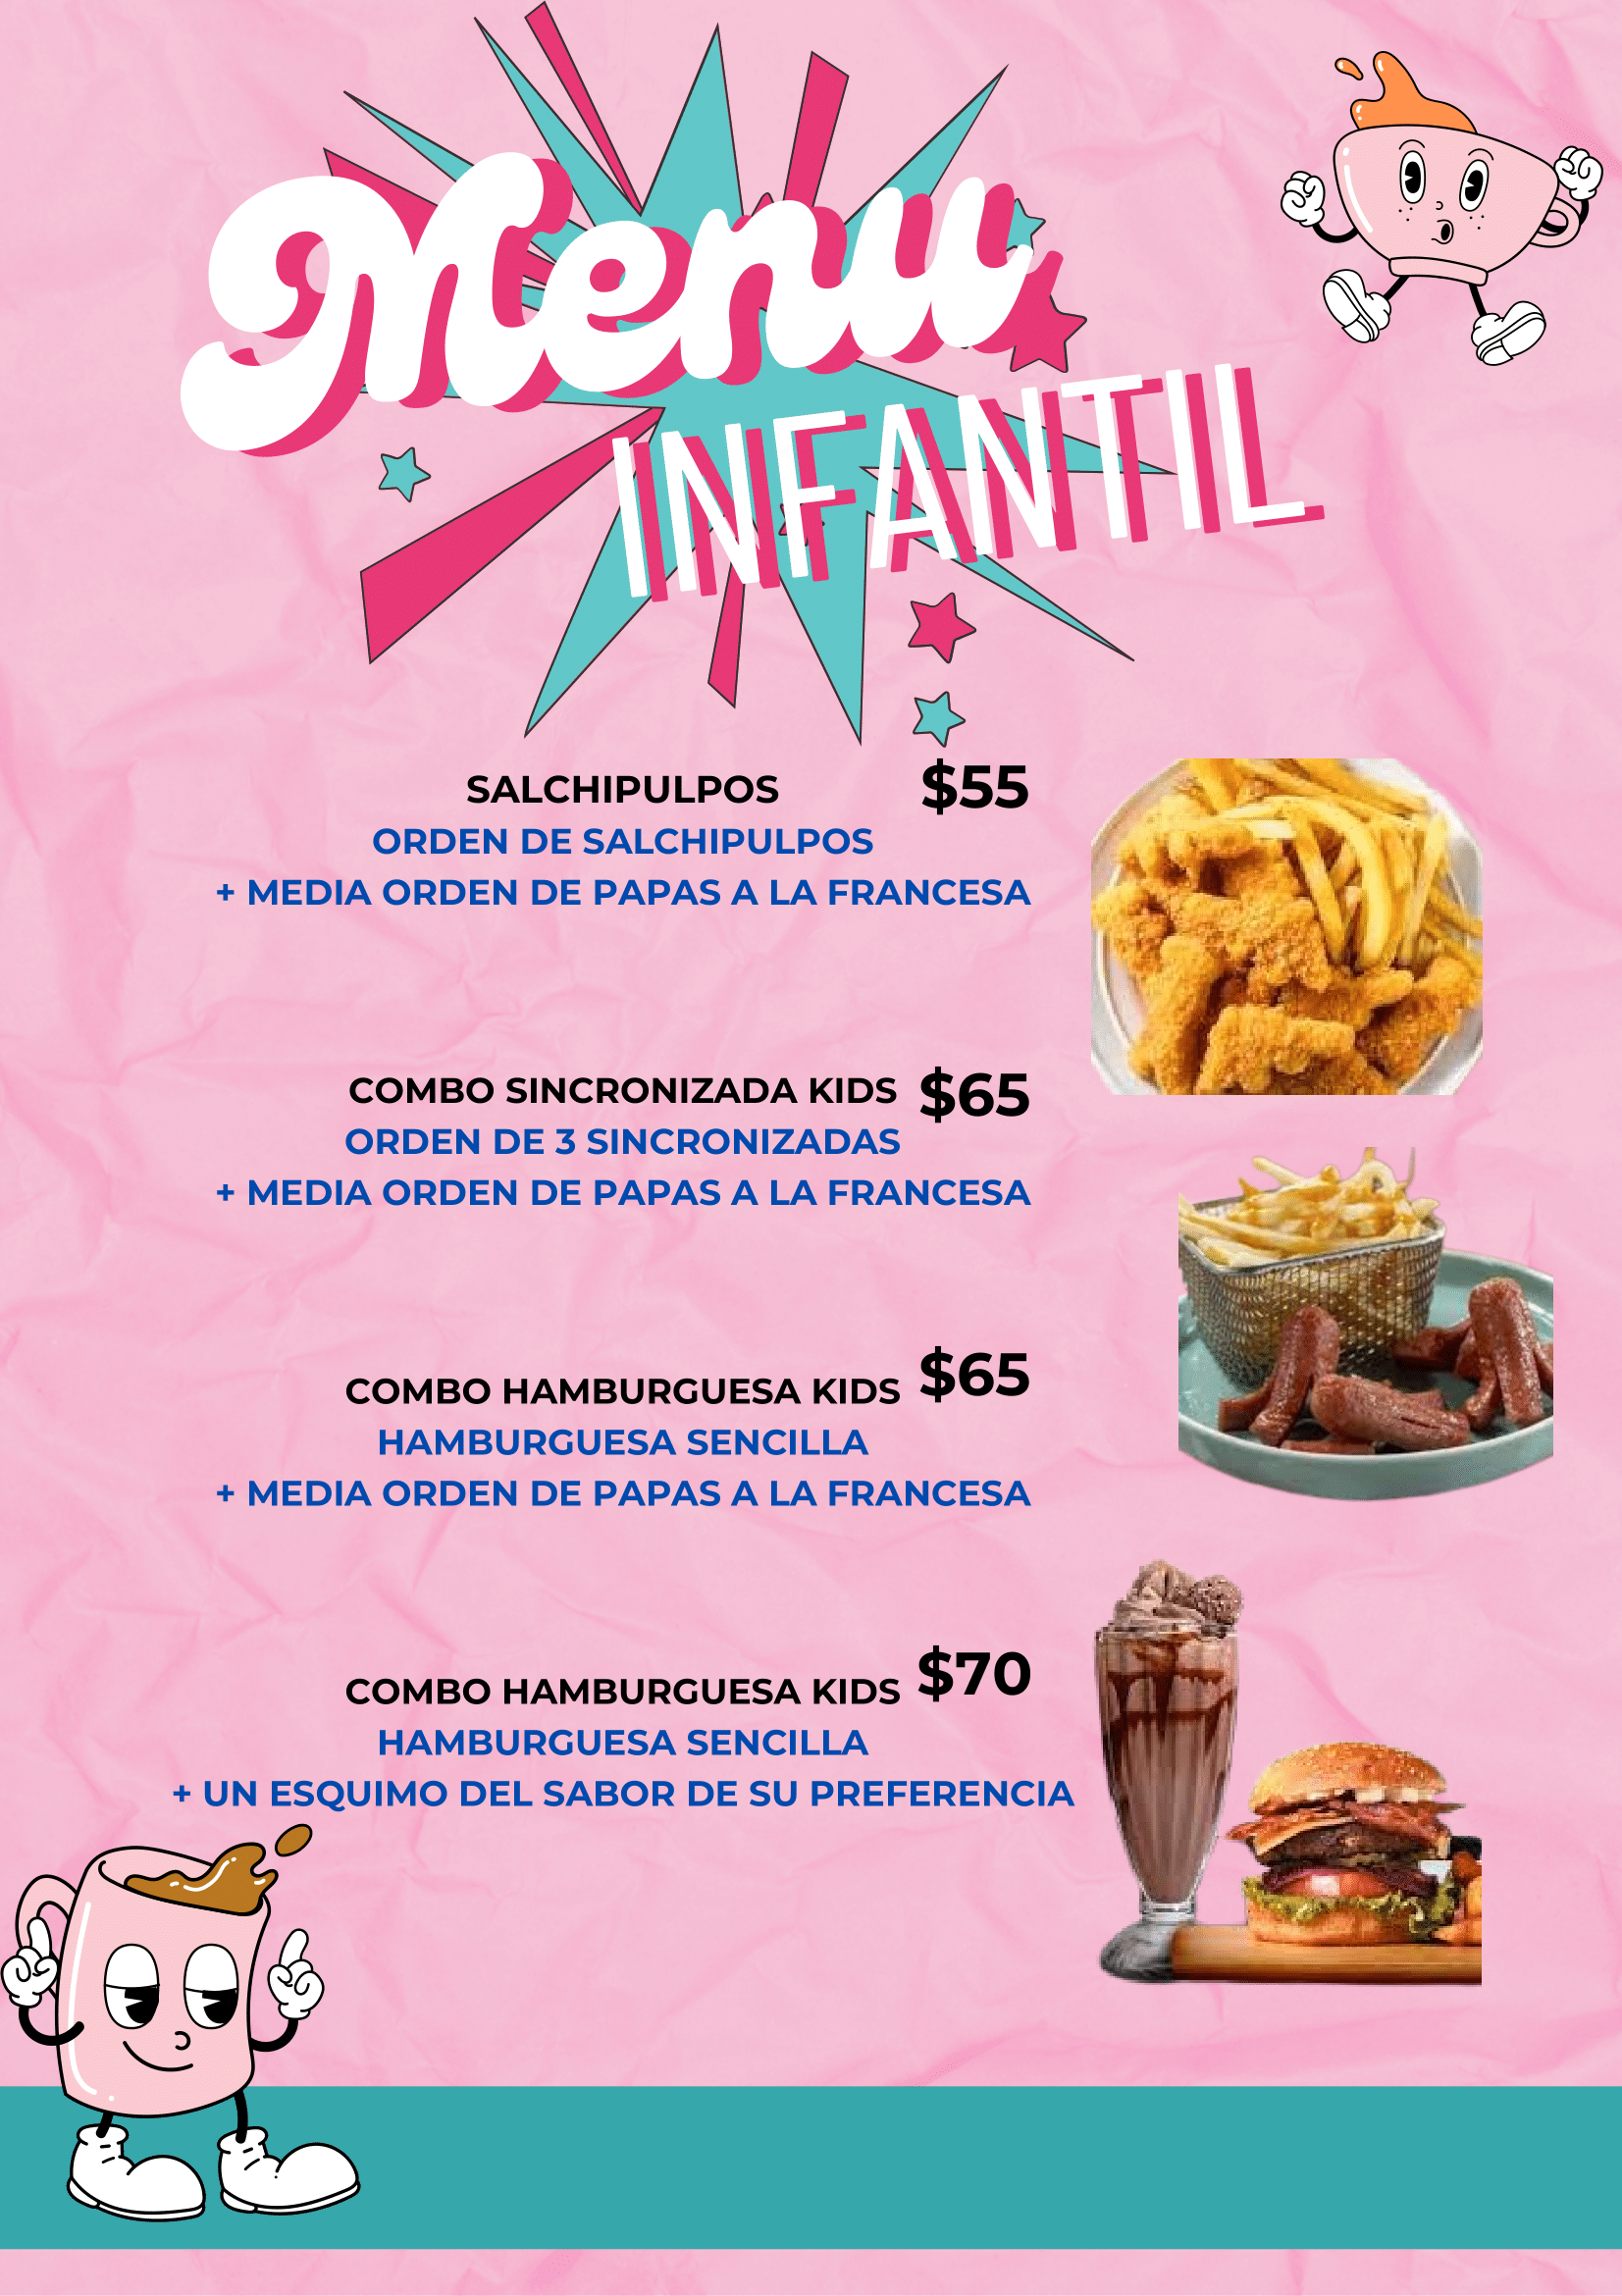 Menu
INFANTIL
SALCHIPULPOS $55
ORDEN DE SALCHIPULPOS
+ MEDIA ORDEN DE PAPAS A LA FRANCESA
COMBO SINCRONIZADA KIDS $65
ORDEN DE 3 SINCRONIZADAS
+ MEDIA ORDEN DE PAPAS A LA FRANCESA
COMBO HAMBURGUESA KIDS $65
HAMBURGUESA SENCILLA
+ MEDIA ORDEN DE PAPAS A LA FRANCESA
COMBO HAMBURGUESA KIDS $70
HAMBURGUESA SENCILLA
+ UN ESQUIMO DEL SABOR DE SU PREFERENCIA